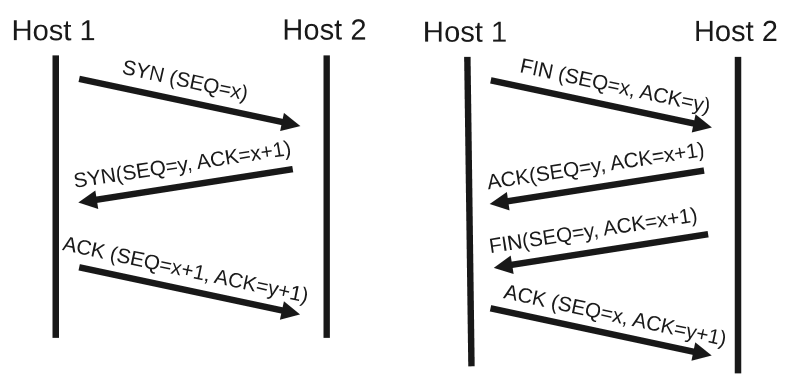 Host 1
Host 2
SYN (SEQ=x)
SYN(SEQ=y, ACK=x+1)
ACK (SEQ=x+1, ACK=y+1)
Host 1
Host 2
FIN (SEQ=x, ACK=y)
ACK(SEQ=y, ACK=x+1)
FIN(SEQ=y, ACK=x+1)
ACK (SEQ=x, ACK=y+1)